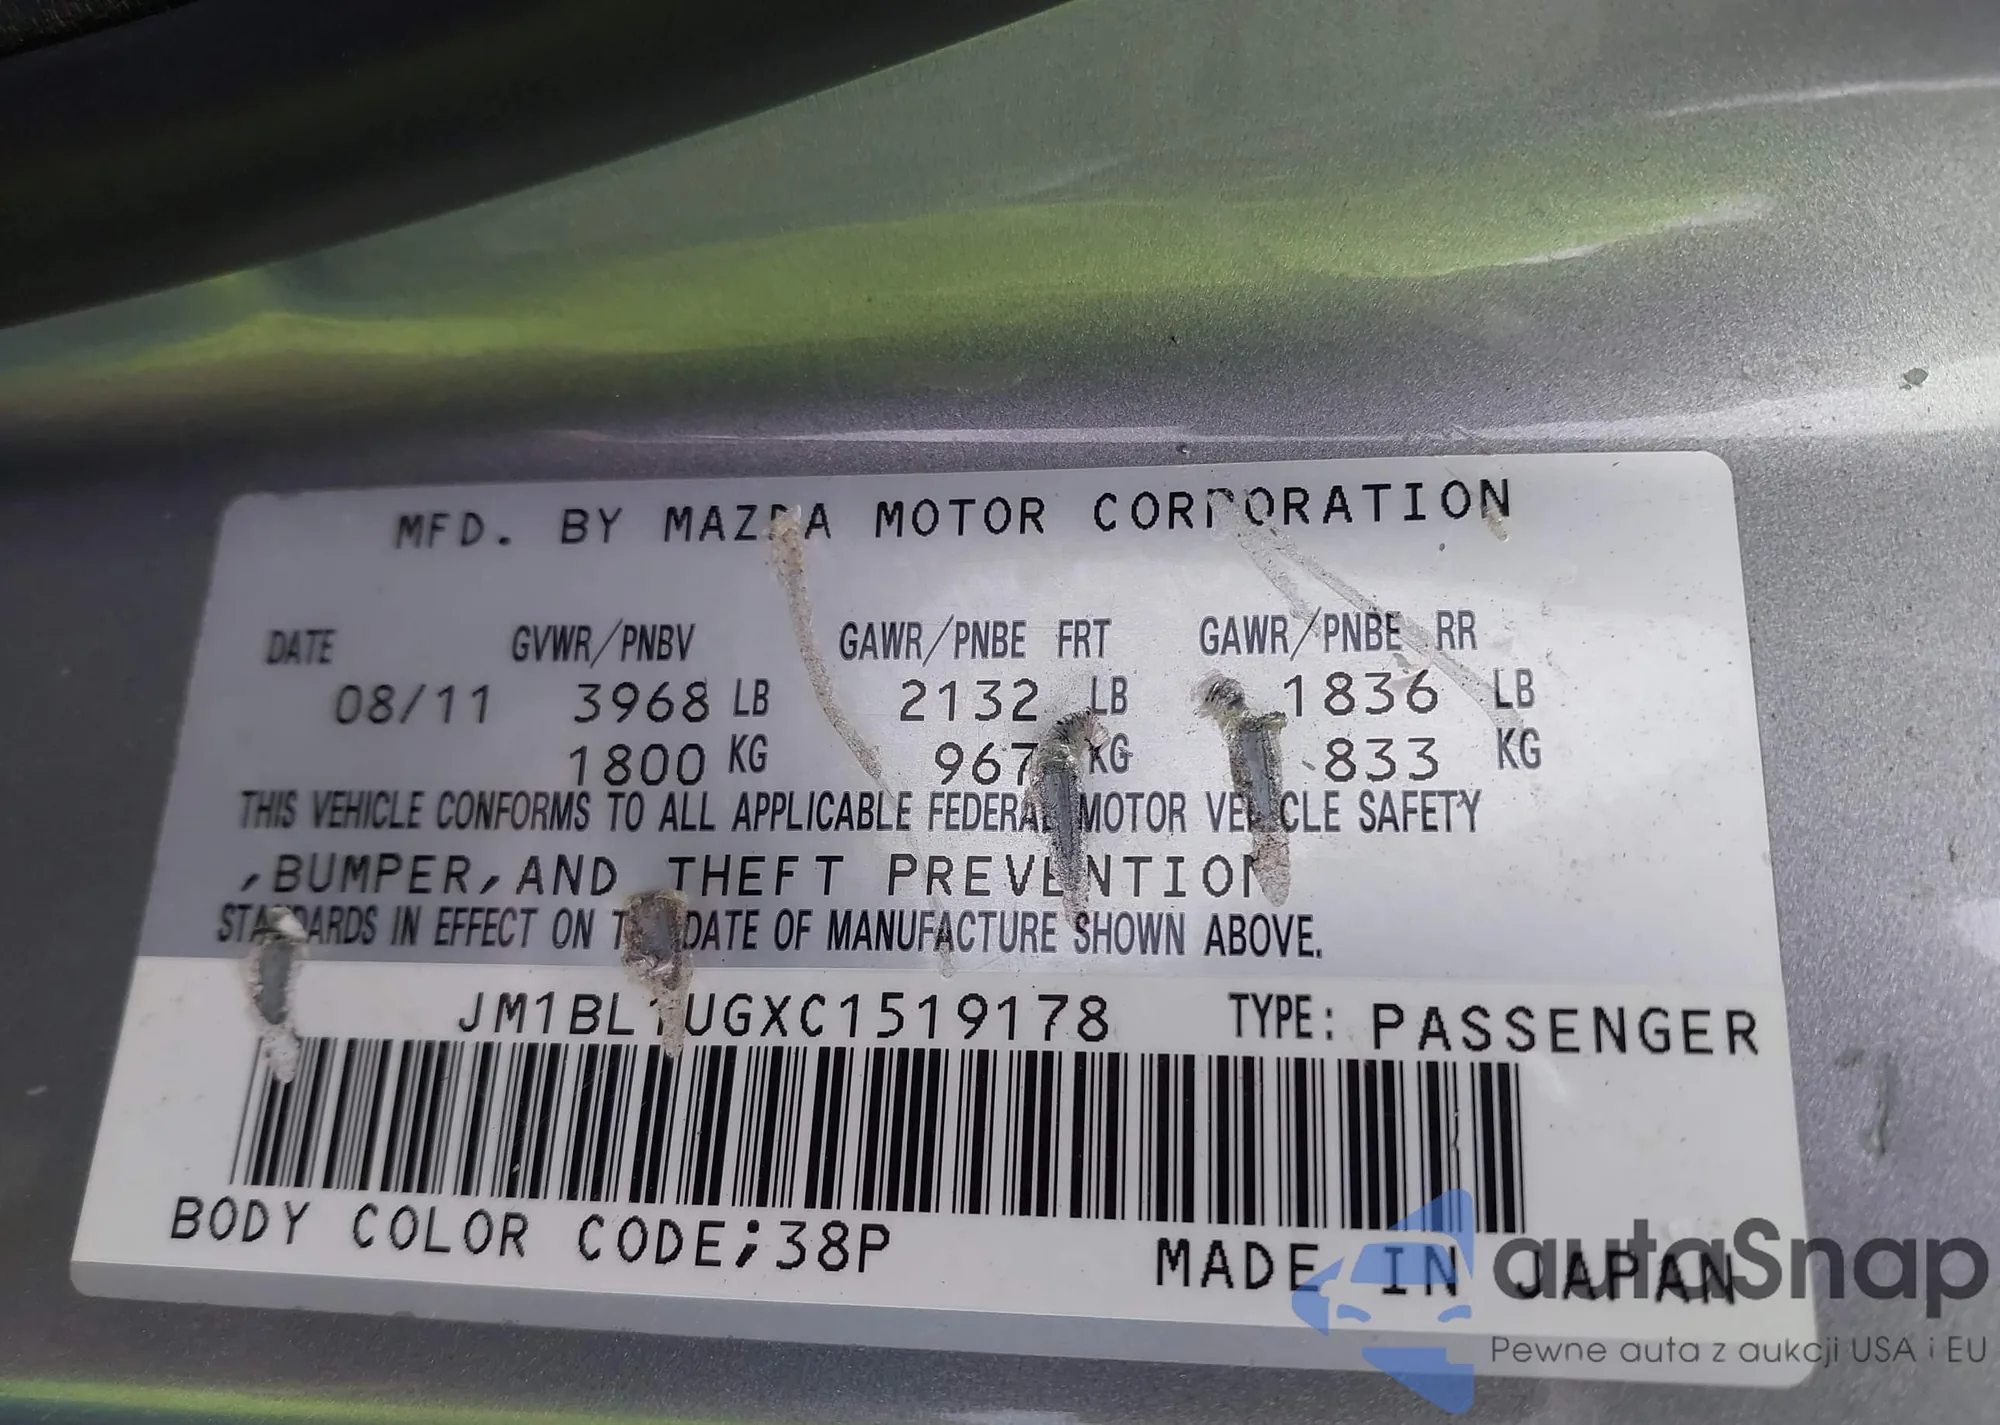 MFD. BY MAZDA MOTOR CORPORATION
DATE GVWR/PNBV GAWR/PNBE FRT GAWR/PNBE RR
08/11 3968 LB 2132 LB 1836 LB
1800 KG 967 KG 833 KG
THIS VEHICLE CONFORMS TO ALL APPLICABLE FEDERAL MOTOR VEHICLE SAFETY
,BUMPER,AND THEFT PREVENTION
STANDARDS IN EFFECT ON THE DATE OF MANUFACTURE SHOWN ABOVE.
JM1BL1UGXC1519178 TYPE: PASSENGER
BODY COLOR CODE;38P
MADE IN JAPAN
autaSnap
Pewne auta z aukcji USA i EU